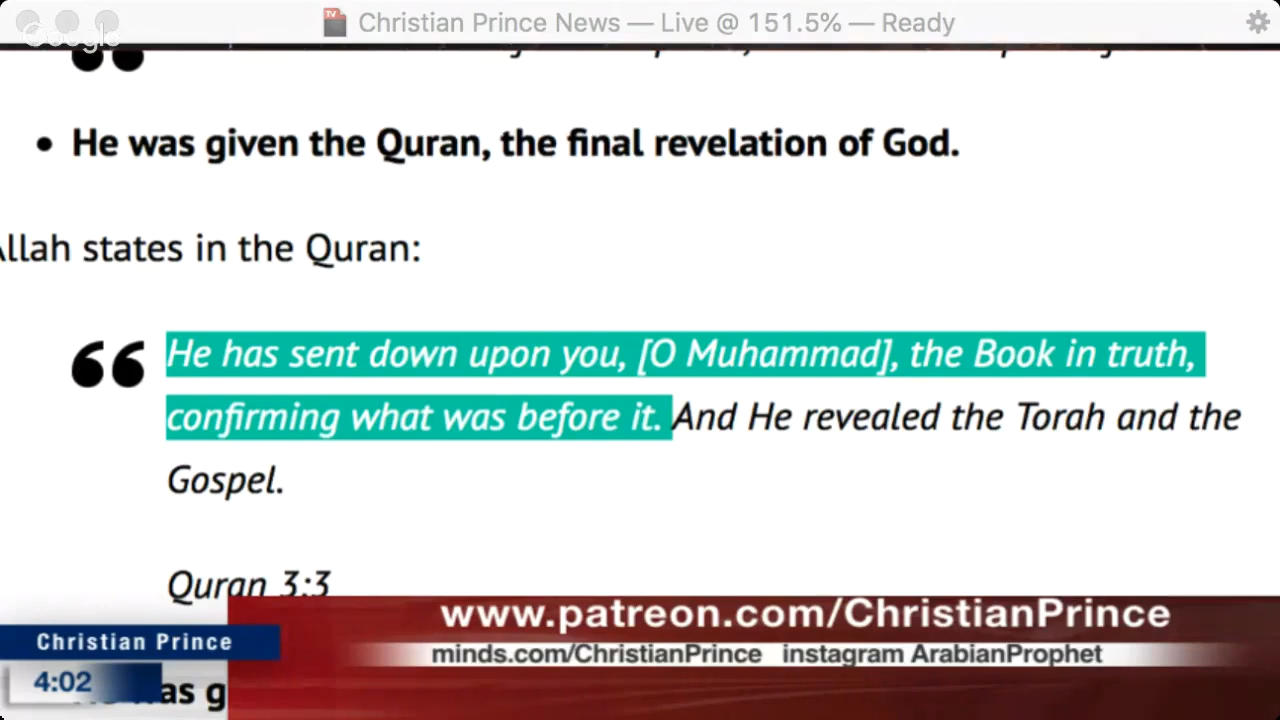 Christian Prince News — Live @ 151.5% — Ready
Google
• He was given the Quran, the final revelation of God.
Allah states in the Quran:
“ He has sent down upon you, [O Muhammad], the Book in truth,
confirming what was before it. And He revealed the Torah and the
Gospel.
Quran 3:3
www.patreon.com/ChristianPrince
Christian Prince
minds.com/ChristianPrince instagram ArabianProphet
4:02